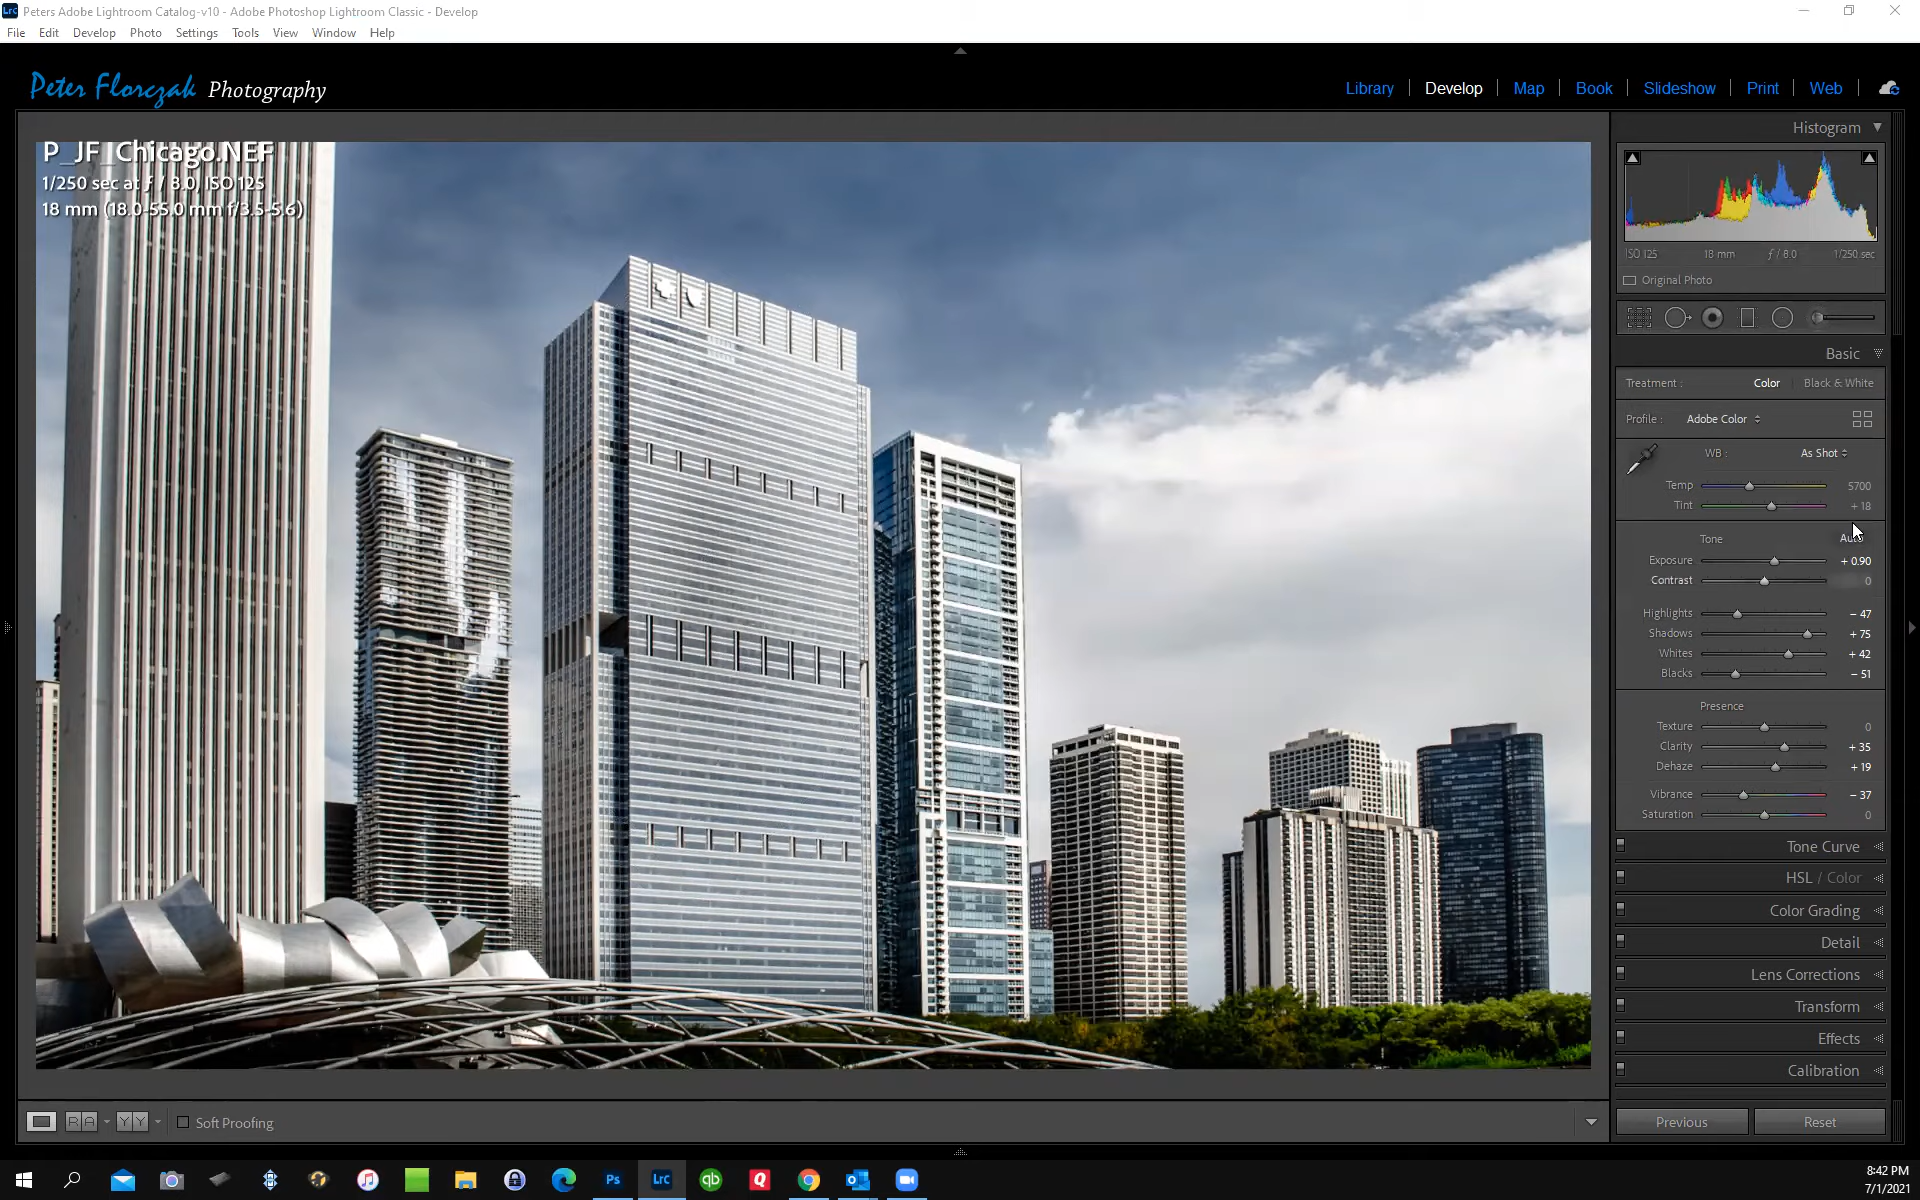 Peters Adobe Lightroom Catalog-v10 - Adobe Photoshop Lightroom Classic - Develop
File Edit Develop Photo Settings Tools View Window Help
Peter Florczak Photography
Library Develop Map Book Slideshow Print Web
Histogram
P_JF_Chicago.NEF
1/250 sec at ƒ / 8.0, ISO 125
18 mm (18.0-55.0 mm f/3.5-5.6)
ISO 125 18 mm ƒ / 8.0 1/250 sec
Original Photo
Basic
Treatment : Color Black & White
Profile : Adobe Color
WB : As Shot
Temp 5700
Tint + 18
Tone Auto
Exposure + 0.90
Contrast 0
Highlights - 47
Shadows + 75
Whites + 42
Blacks - 51
Presence
Texture 0
Clarity + 35
Dehaze + 19
Vibrance - 37
Saturation 0
Tone Curve
HSL / Color
Color Grading
Detail
Lens Corrections
Transform
Effects
Calibration
RA YY Soft Proofing
Previous Reset
Ps LrC qb Q
8:42 PM
7/1/2021